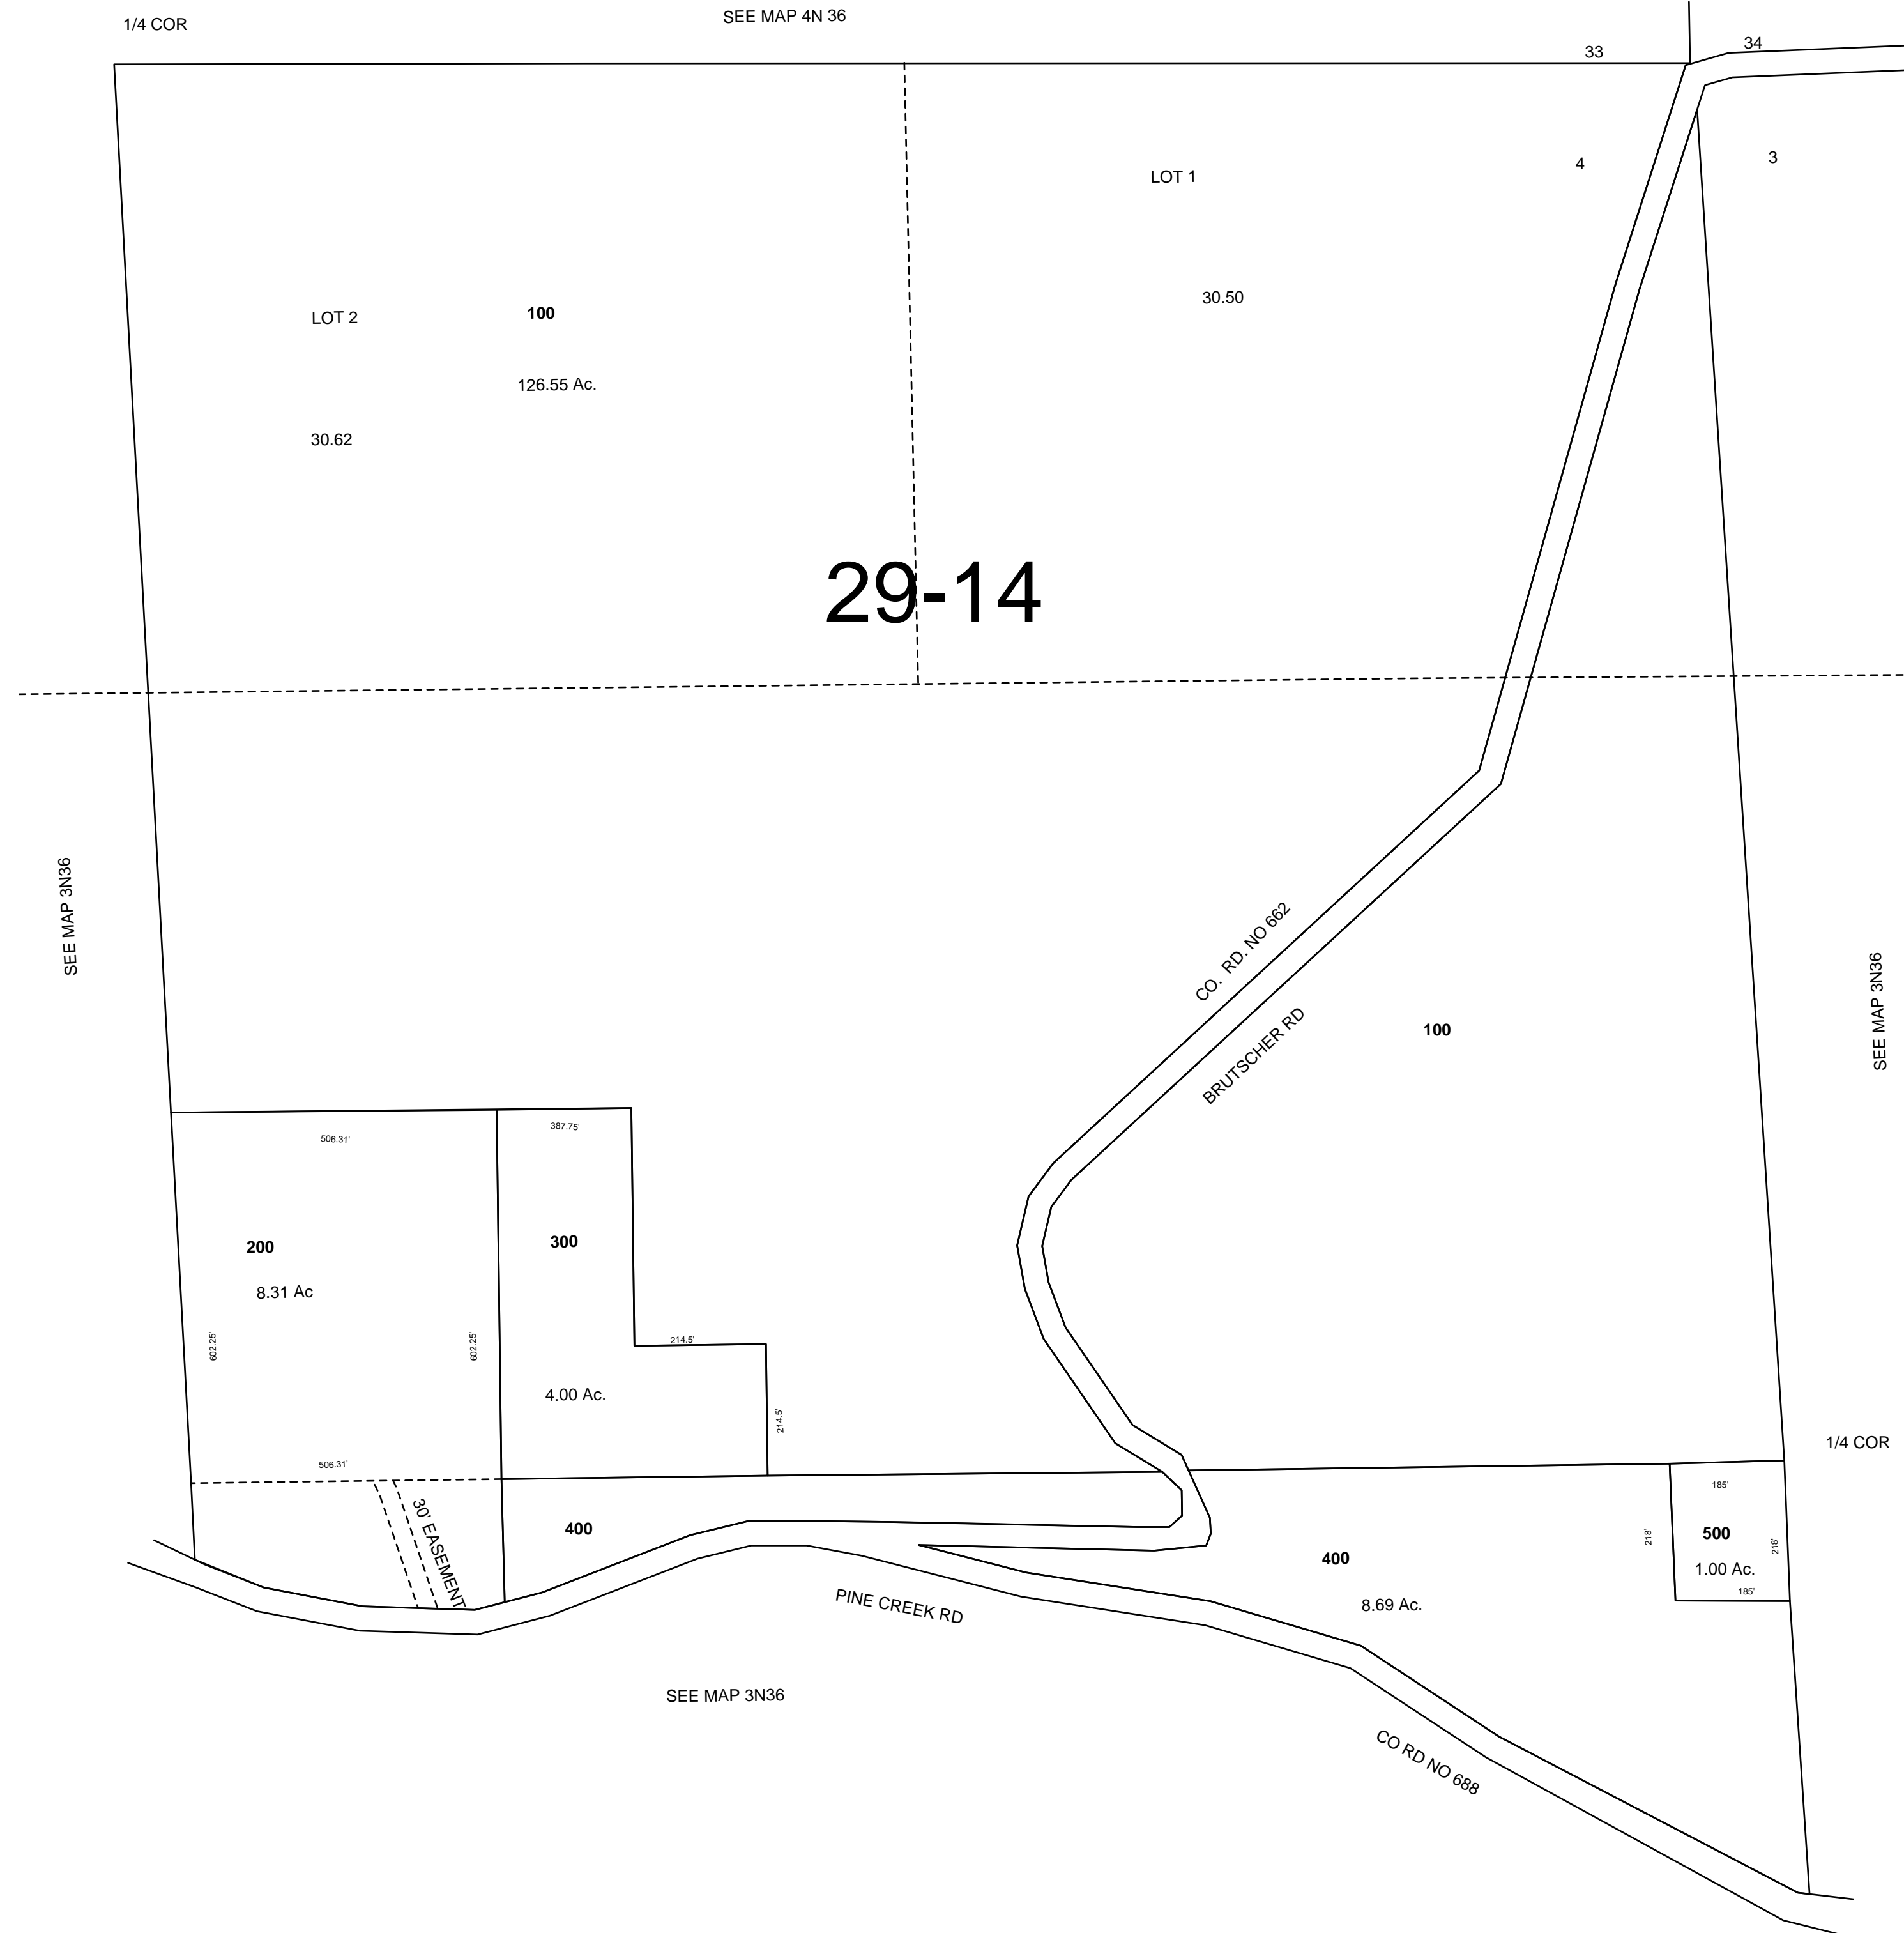 1/4 COR
SEE MAP 4N 36
33
34
4
3
LOT 1
30.50
LOT 2
100
126.55 Ac.
30.62
29-14
SEE MAP 3N36
CO. RD. NO 662
BRUTSCHER RD
100
SEE MAP 3N36
506.31'
387.75'
200
8.31 Ac
300
602.25'
602.25'
214.5'
4.00 Ac.
214.5'
1/4 COR
506.31'
30' EASEMENT
400
185'
218'
500
218'
1.00 Ac.
185'
400
8.69 Ac.
PINE CREEK RD
SEE MAP 3N36
CO RD NO 688